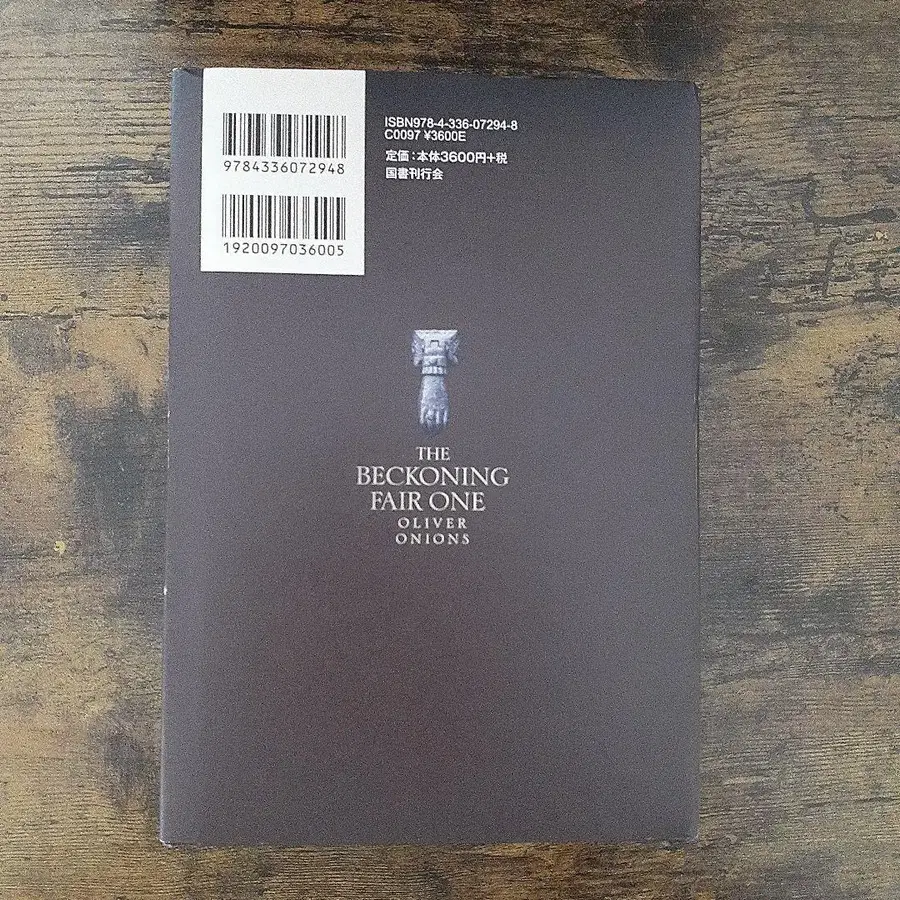 9784336072948
1920097036005
ISBN978-4-336-07294-8
C0097 ¥3600E
定価：本体3600円+税
国書刊行会
THE
BECKONING
FAIR ONE
OLIVER
ONIONS